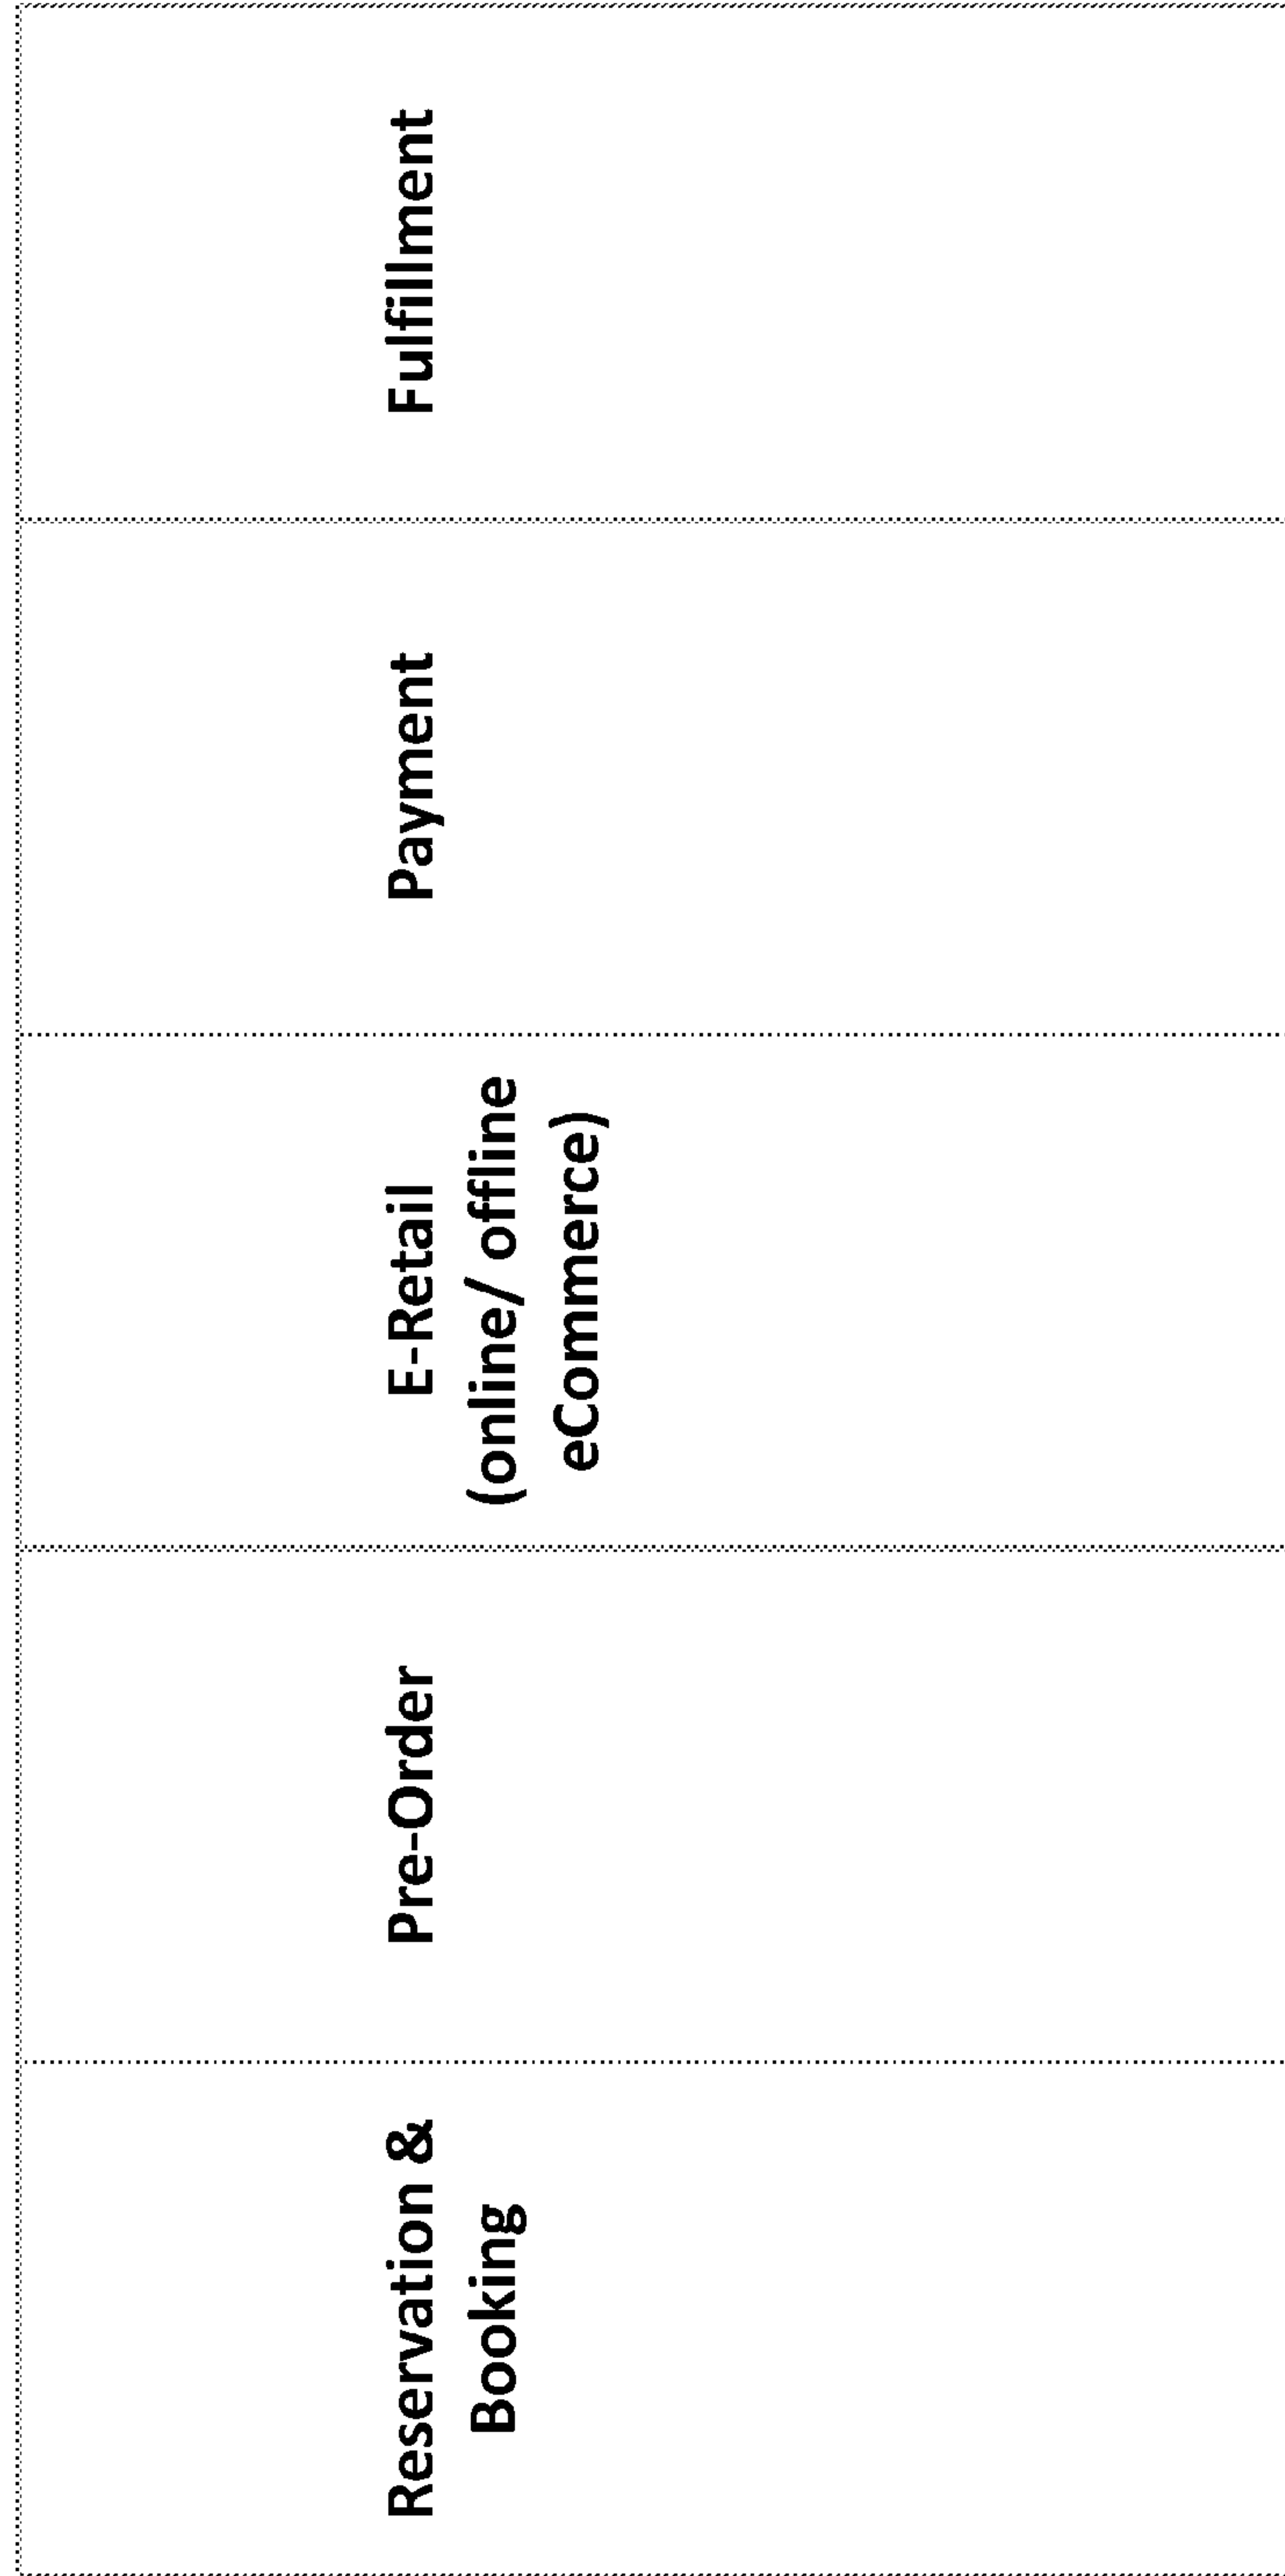 Reservation &
Booking
Pre-Order
E-Retail
(online/ offline
eCommerce)
Payment
Fulfillment